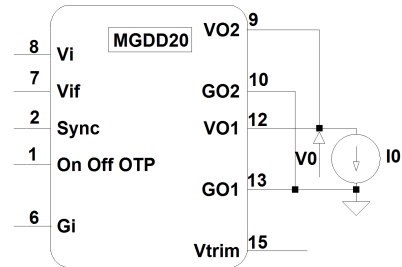 MGDD20
9
VO2
8
Vi
7
Vif
10
GO2
2
Sync
12
VO1
1
On Off OTP
V0
I0
13
GO1
6
Gi
Vtrim
15